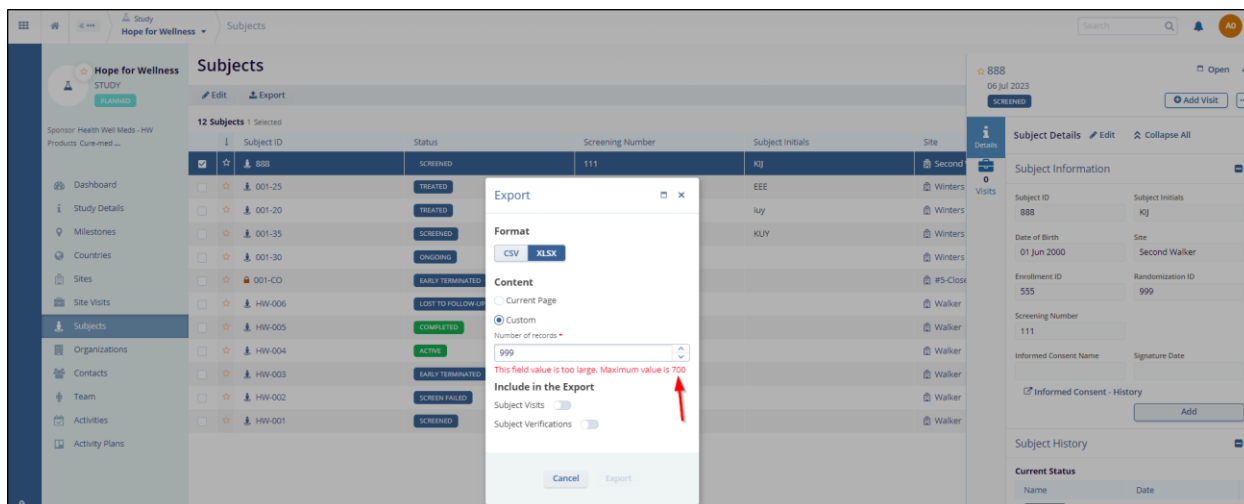 Study
Hope for Wellness
Subjects
Search
AO
Hope for Wellness
STUDY
PLANNED
Sponsor Health Well Meds - HW
Products Cure-med ...
Dashboard
Study Details
Milestones
Countries
Sites
Site Visits
Subjects
Organizations
Contacts
Team
Activities
Activity Plans
Subjects
Edit Export
12 Subjects 1 Selected
Subject ID Status Screening Number Subject Initials Site
888 SCREENED 111 KIJ Second
001-25 TREATED EEE Winters
001-20 TREATED iuy Winters
001-35 SCREENED KUY Winters
001-30 ONGOING Winters
001-CO EARLY TERMINATED #5-Close
HW-006 LOST TO FOLLOW-UP Walker
HW-005 COMPLETED Walker
HW-004 ACTIVE Walker
HW-003 EARLY TERMINATED Walker
HW-002 SCREEN FAILED Walker
HW-001 SCREENED Walker
Export
Format
CSV XLSX
Content
Current Page
Custom
Number of records *
999
This field value is too large. Maximum value is 700
Include in the Export
Subject Visits
Subject Verifications
Cancel Export
888 Open
06 Jul 2023
SCREENED Add Visit
Details
0
Visits
Subject Details Edit Collapse All
Subject Information
Subject ID Subject Initials
888 KIJ
Date of Birth Site
01 Jun 2000 Second Walker
Enrollment ID Randomization ID
555 999
Screening Number
111
Informed Consent Name Signature Date
Informed Consent - History
Add
Subject History
Current Status
Name Date